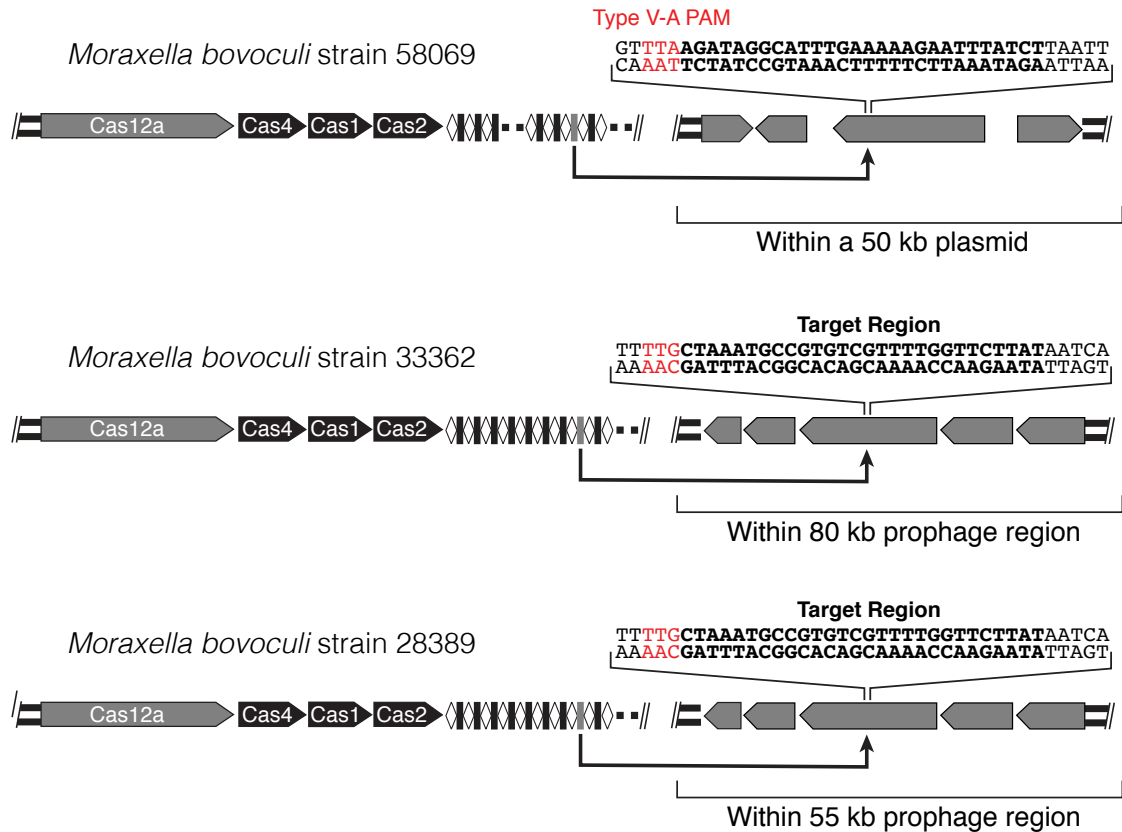 Type V-A PAM
Moraxella bovoculi strain 58069
GTTTAAGATAGGCATTTGAAAAAGAATTTATCTTAATT
CAAATTCTATCCGTAAACTTTTTCTTAAATAGAATTAA
Cas12a Cas4 Cas1 Cas2
Within a 50 kb plasmid
Target Region
Moraxella bovoculi strain 33362
TTTTGCTAAATGCCGTGTCGTTTTGGTTCTTATAATCA
AAAACGATTTACGGCACAGCAAAACCAAGAATATTAGT
Cas12a Cas4 Cas1 Cas2
Within 80 kb prophage region
Target Region
Moraxella bovoculi strain 28389
TTTTGCTAAATGCCGTGTCGTTTTGGTTCTTATAATCA
AAAACGATTTACGGCACAGCAAAACCAAGAATATTAGT
Cas12a Cas4 Cas1 Cas2
Within 55 kb prophage region